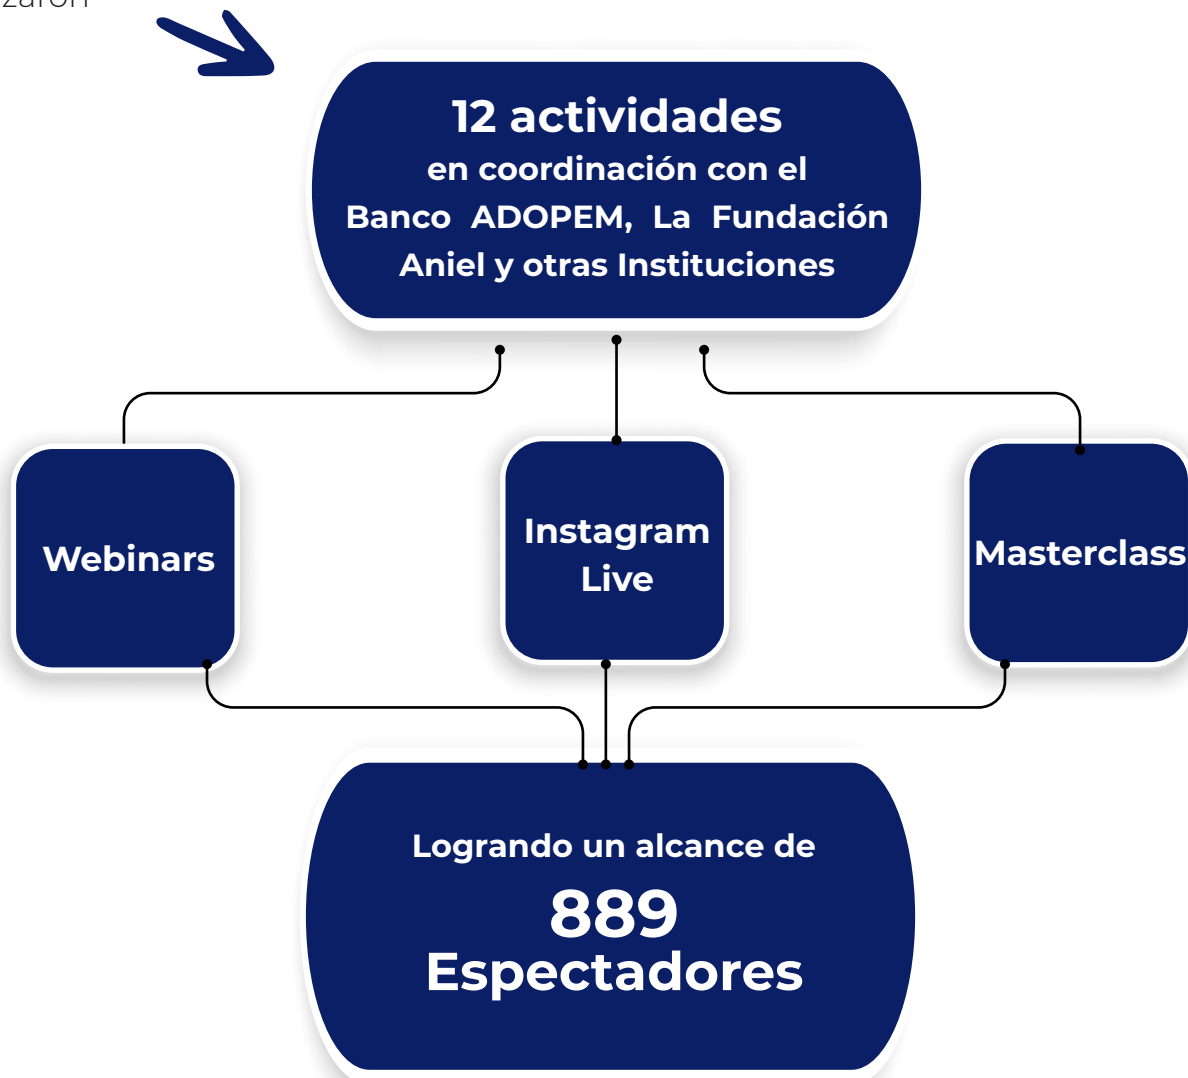 12 actividades
en coordinación con el
Banco ADOPEM, La Fundación
Aniel y otras Instituciones
Webinars
Instagram
Live
Masterclass
Logrando un alcance de
889
Espectadores